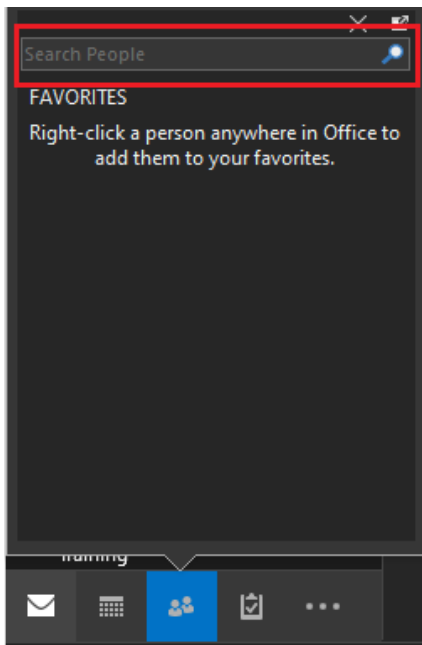 Search People
FAVORITES
Right-click a person anywhere in Office to
add them to your favorites.